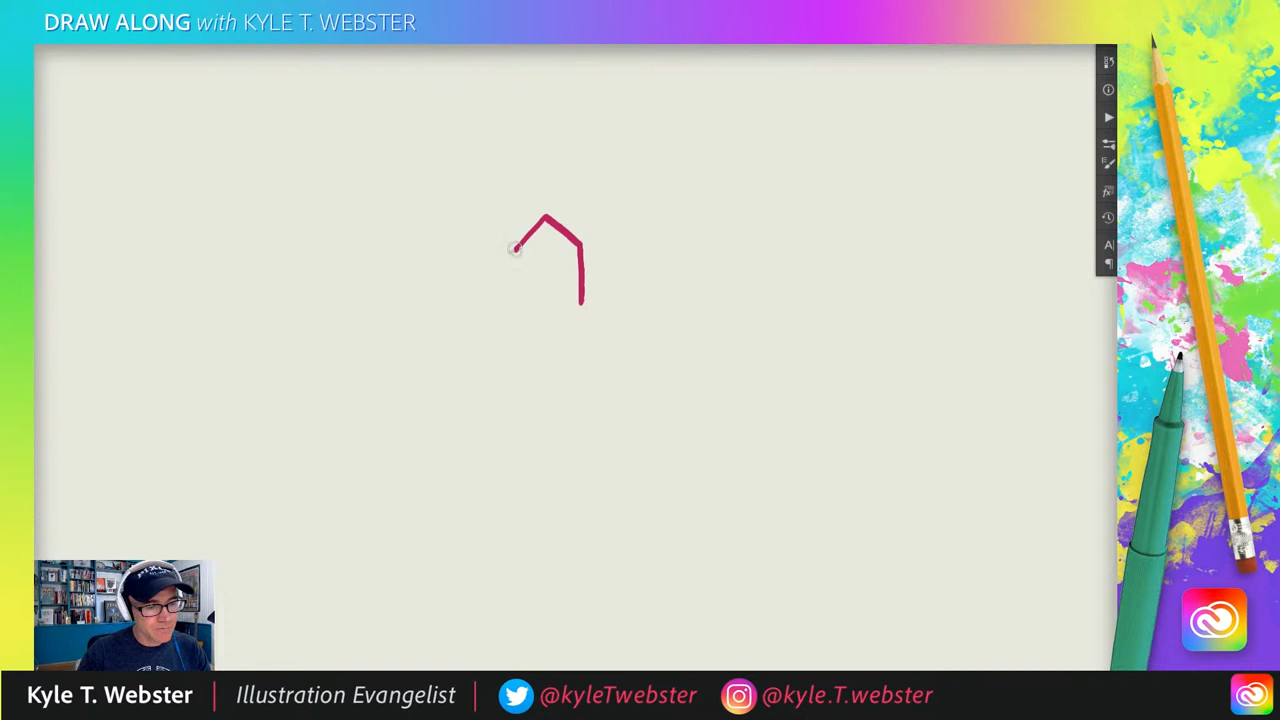 DRAW ALONG with KYLE T. WEBSTER
Kyle T. Webster | Illustration Evangelist | @kyleTwebster @kyle.T.webster